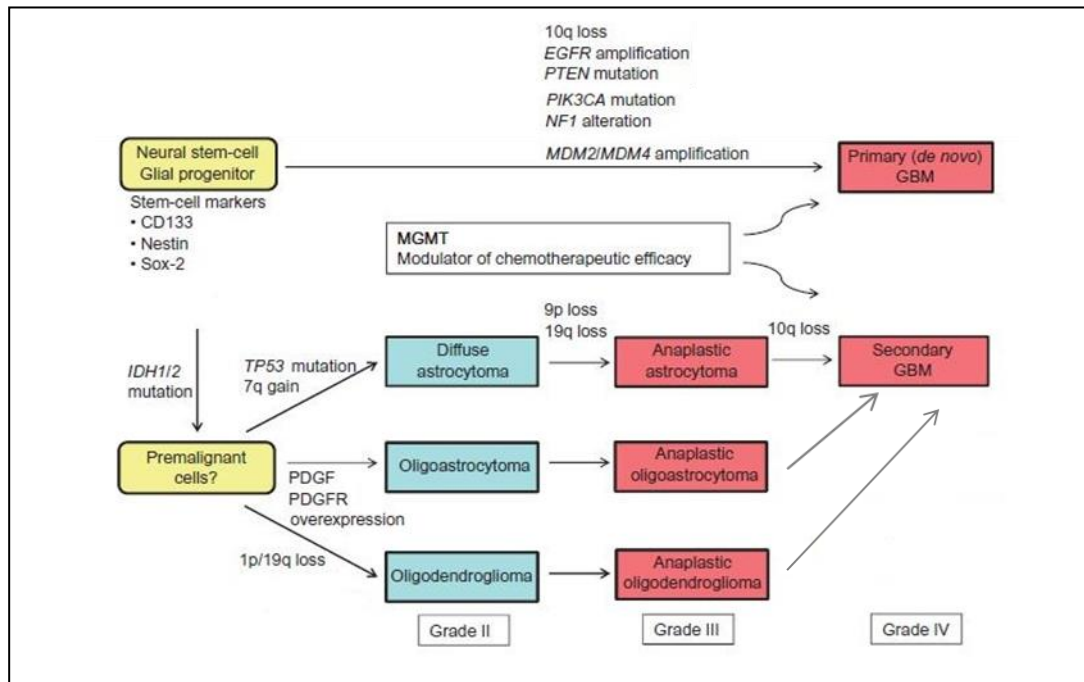 10q loss
EGFR amplification
PTEN mutation
PIK3CA mutation
NF1 alteration
MDM2/MDM4 amplification
Neural stem-cell
Glial progenitor
Primary (de novo)
GBM
Stem-cell markers
• CD133
• Nestin
• Sox-2
MGMT
Modulator of chemotherapeutic efficacy
IDH1/2
mutation
TP53 mutation
7q gain
Diffuse
astrocytoma
9p loss
19q loss
Anaplastic
astrocytoma
10q loss
Secondary
GBM
Premalignant
cells?
PDGF
PDGFR
overexpression
Oligoastrocytoma
Anaplastic
oligoastrocytoma
1p/19q loss
Oligodendroglioma
Anaplastic
oligodendroglioma
Grade II
Grade III
Grade IV